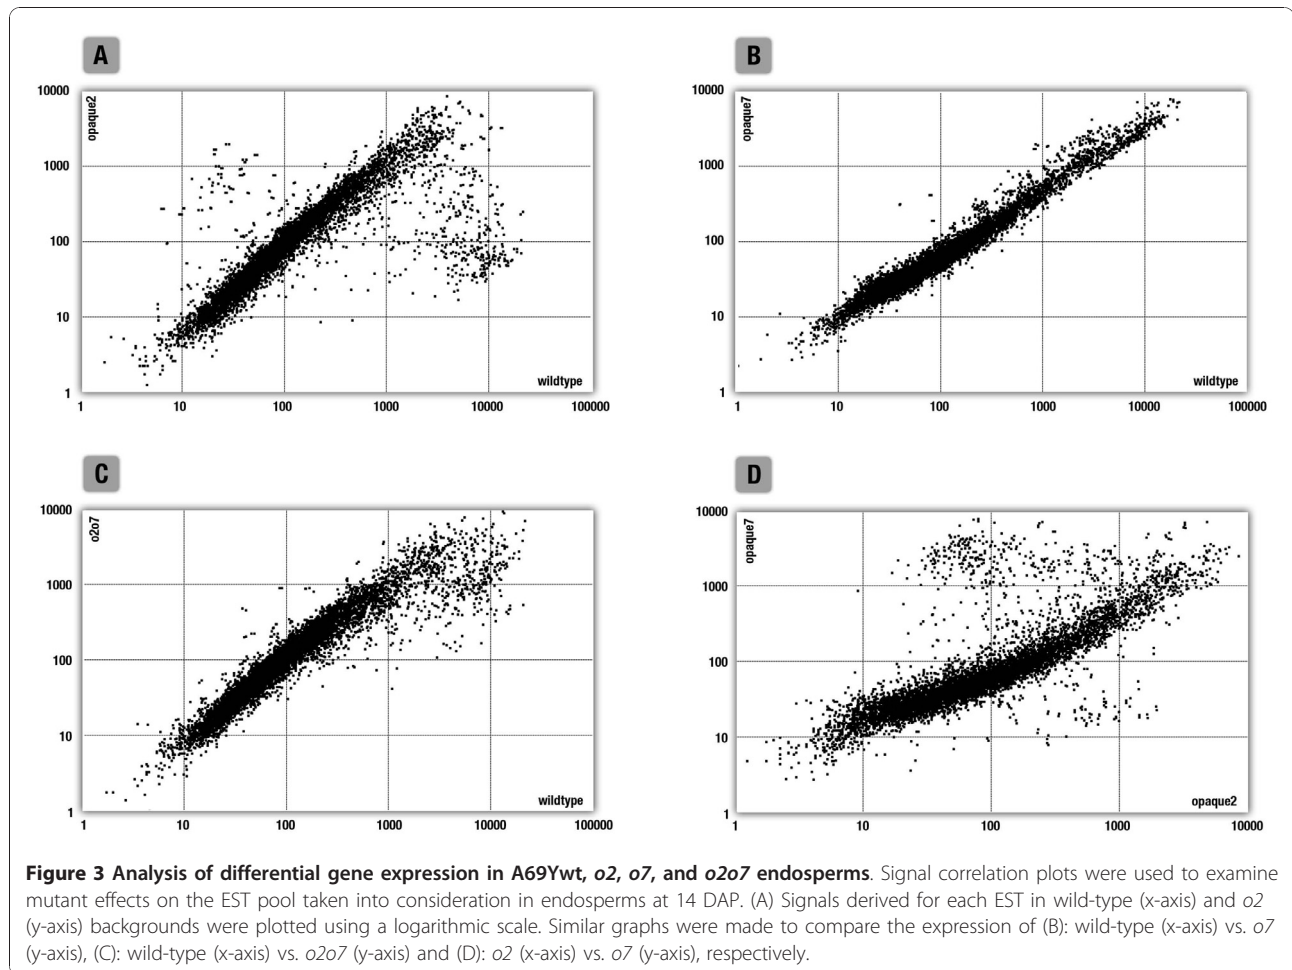 A
B
10000
1000
100
10
1
opaque2
wildtype
1 10 100 1000 10000 100000
10000
1000
100
10
1
opaque7
wildtype
1 10 100 1000 10000 100000
C
D
10000
1000
100
10
1
o2o7
wildtype
1 10 100 1000 10000 100000
10000
1000
100
10
1
opaque7
opaque2
1 10 100 1000 10000
Figure 3 Analysis of differential gene expression in A69Ywt, o2, o7, and o2o7 endosperms. Signal correlation plots were used to examine
mutant effects on the EST pool taken into consideration in endosperms at 14 DAP. (A) Signals derived for each EST in wild-type (x-axis) and o2
(y-axis) backgrounds were plotted using a logarithmic scale. Similar graphs were made to compare the expression of (B): wild-type (x-axis) vs. o7
(y-axis), (C): wild-type (x-axis) vs. o2o7 (y-axis) and (D): o2 (x-axis) vs. o7 (y-axis), respectively.